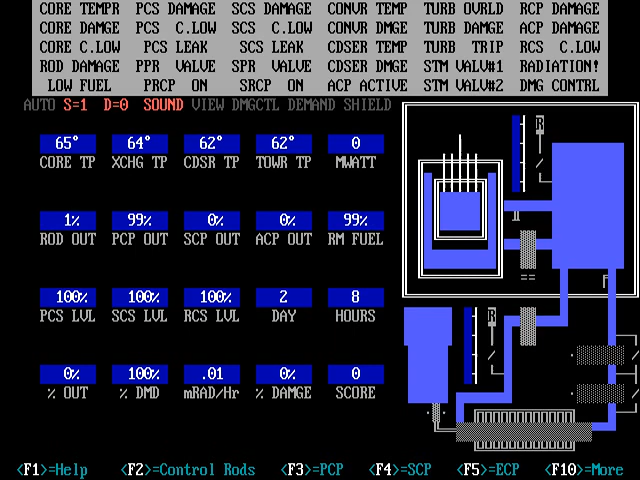 CORE TEMPR PCS DAMAGE SCS DAMAGE CONVR TEMP TURB OVRLD RCP DAMAGE
CORE DAMGE PCS C.LOW SCS C.LOW CONVR DMGE TURB DAMGE ACP DAMAGE
CORE C.LOW PCS LEAK SCS LEAK CDSER TEMP TURB TRIP RCS C.LOW
ROD DAMAGE PPR VALVE SPR VALVE CDSER DMGE STM VALV#1 RADIATION!
LOW FUEL PRCP ON SRCP ON ACP ACTIVE STM VALV#2 DMG CONTRL
AUTO S=1 D=0 SOUND VIEW DMGCTL DEMAND SHIELD
65° 64° 62° 62° 0
CORE TP XCHG TP CDSR TP TOWR TP MWATT
1% 99% 0% 0% 99%
ROD OUT PCP OUT SCP OUT ACP OUT RM FUEL
100% 100% 100% 2 8
PCS LVL SCS LVL RCS LVL DAY HOURS
0% 100% .01 0% 0
% OUT % DMD mRAD/Hr % DAMGE SCORE
R
R
<F1>=Help <F2>=Control Rods <F3>=PCP <F4>=SCP <F5>=ECP <F10>=More